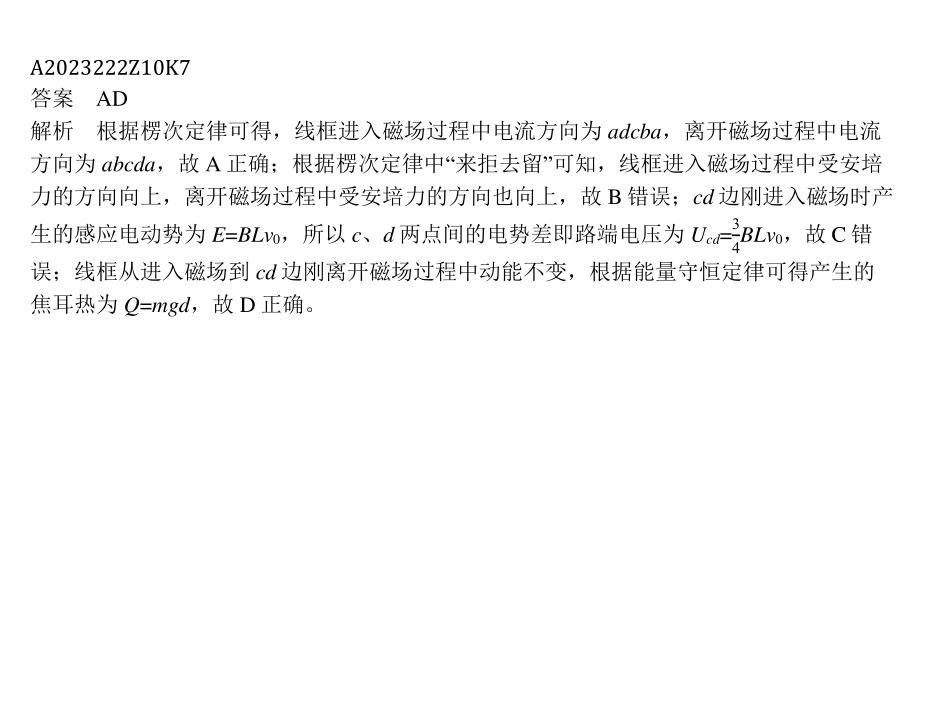 A2023222Z10K7
答案 AD
解析 根据楞次定律可得，线框进入磁场过程中电流方向为 adcba，离开磁场过程中电流
方向为 abcda，故 A 正确；根据楞次定律中“来拒去留”可知，线框进入磁场过程中受安培
力的方向向上，离开磁场过程中受安培力的方向也向上，故 B 错误；cd 边刚进入磁场时产
生的感应电动势为 E=BLv₀，所以 c、d 两点间的电势差即路端电压为 U_cd=3/4BLv₀，故 C 错
误；线框从进入磁场到 cd 边刚离开磁场过程中动能不变，根据能量守恒定律可得产生的
焦耳热为 Q=mgd，故 D 正确。